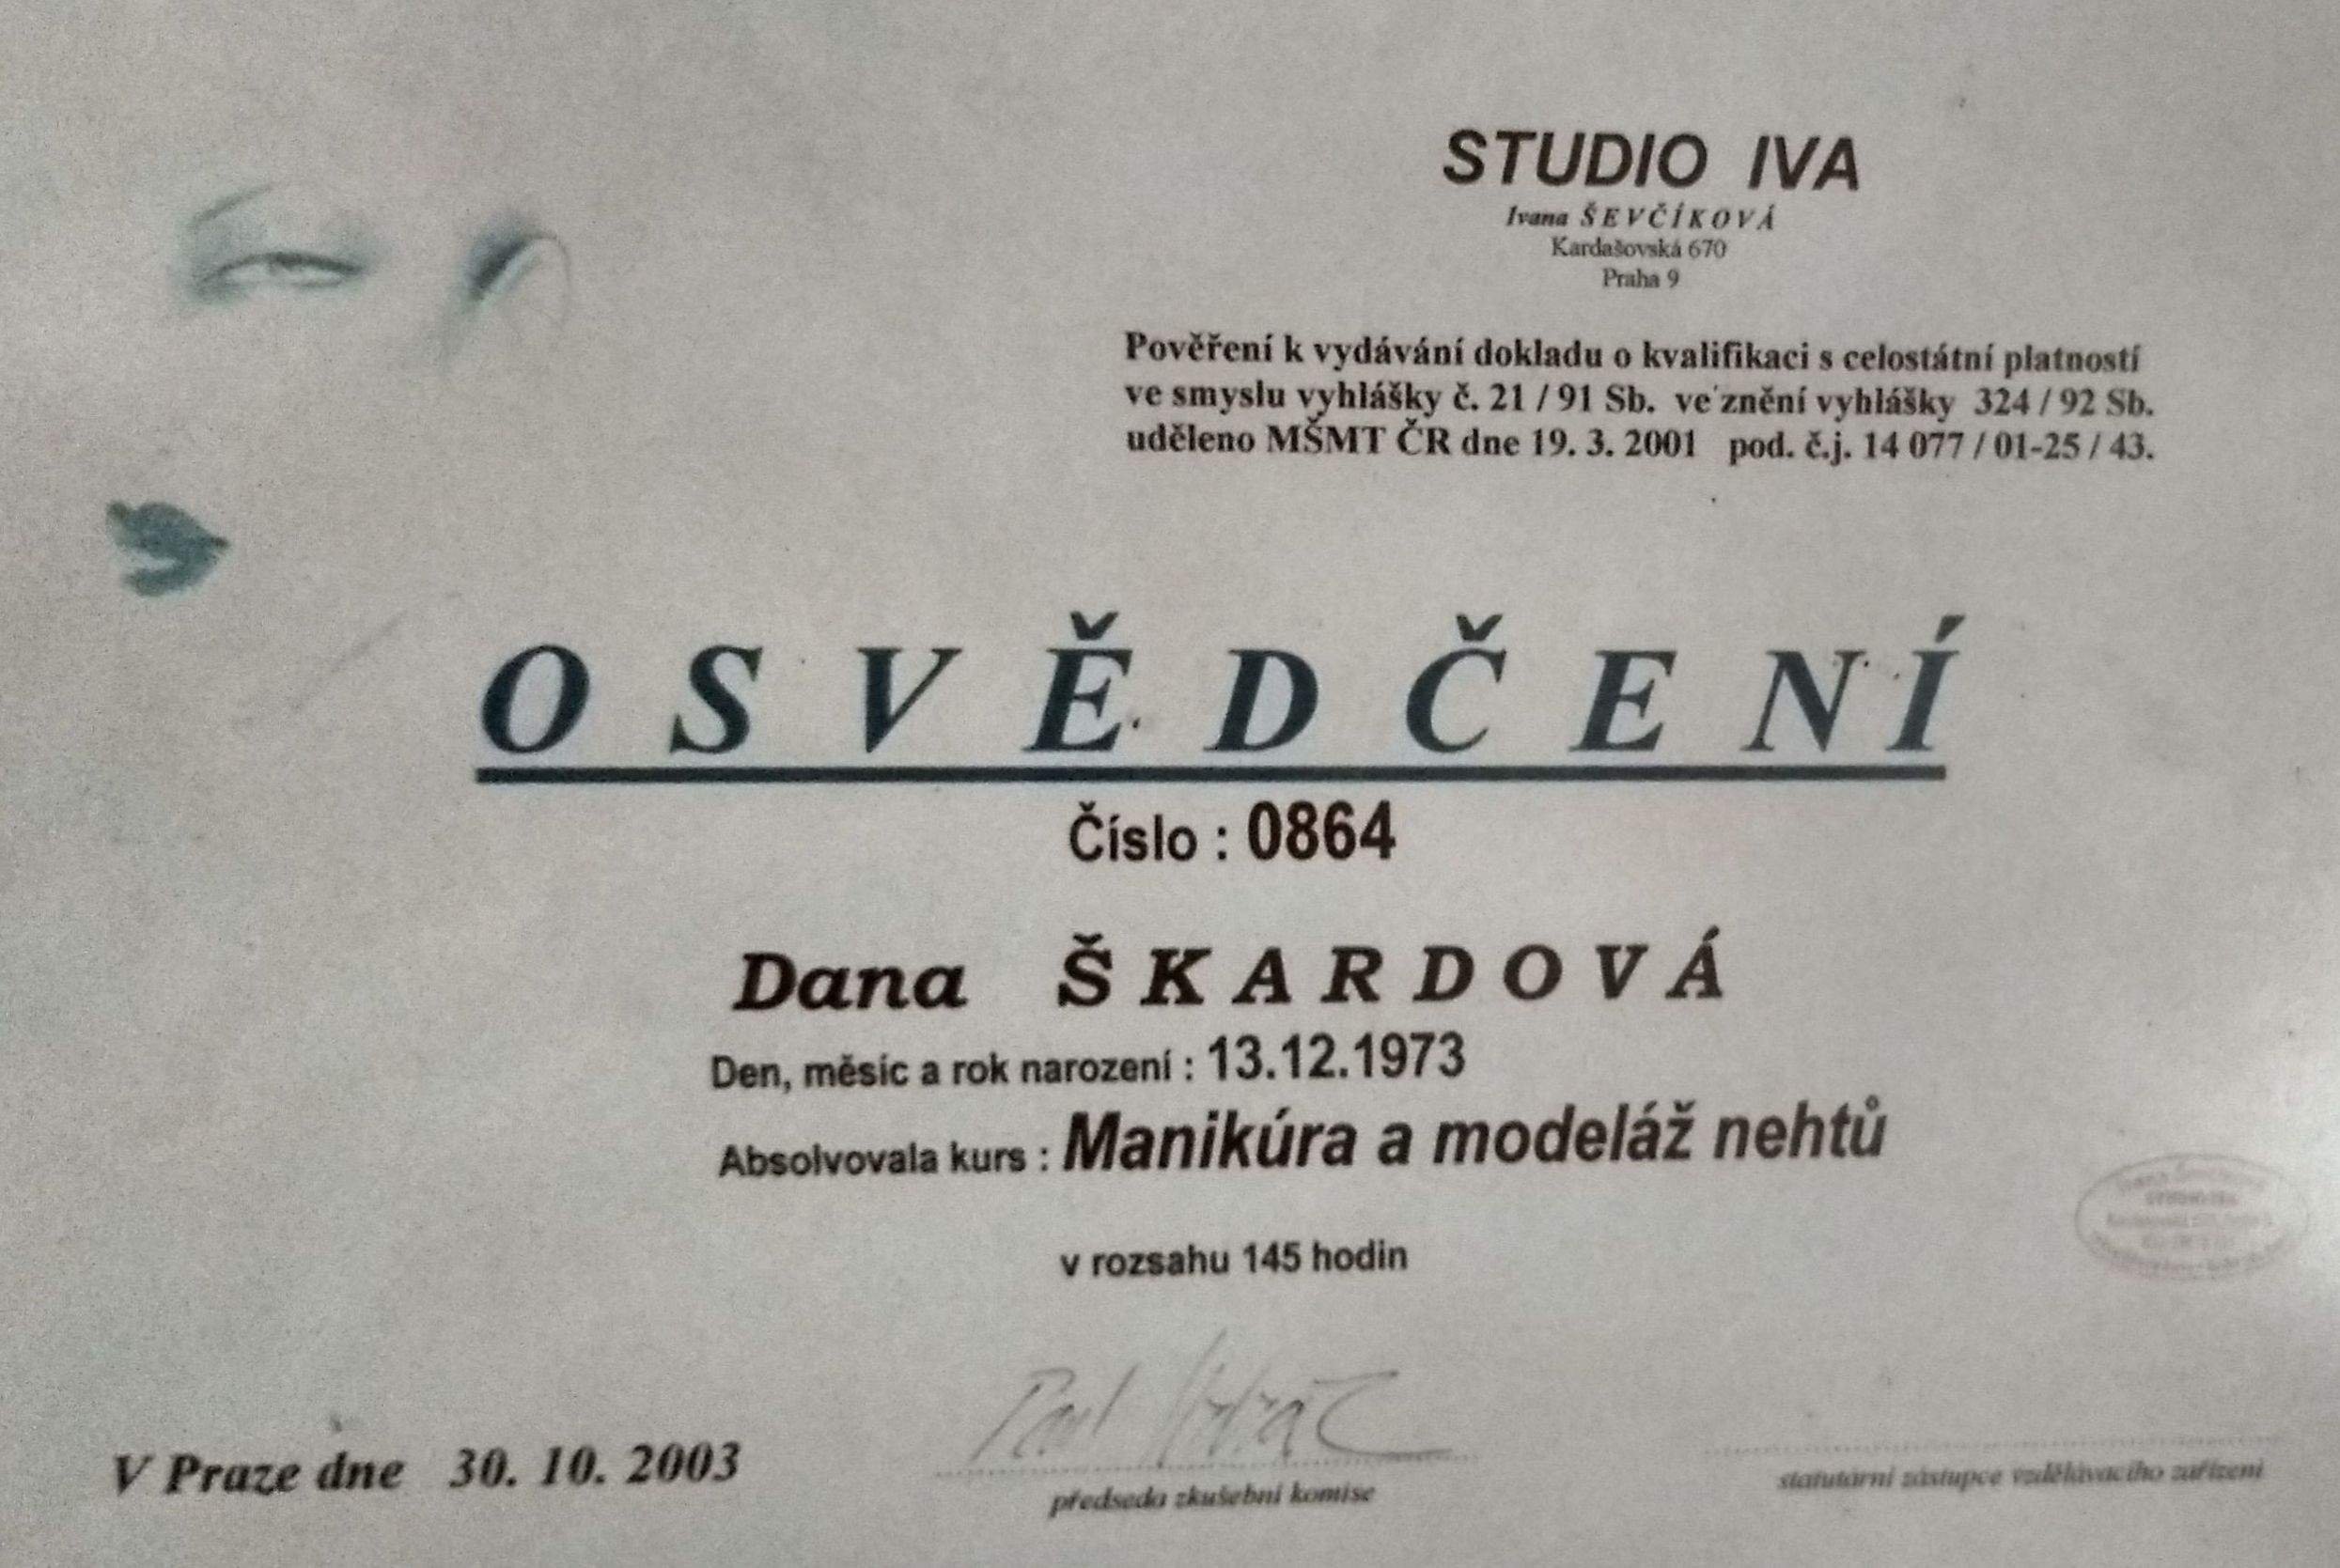 STUDIO IVA
Ivana ŠEVČÍKOVÁ
Kardašovská 670
Praha 9
Pověření k vydávání dokladu o kvalifikaci s celostátní platností
ve smyslu vyhlášky č. 21 / 91 Sb. ve znění vyhlášky 324 / 92 Sb.
uděleno MŠMT ČR dne 19. 3. 2001 pod. č.j. 14 077 / 01-25 / 43.
OSVĚDČENÍ
Číslo : 0864
Dana ŠKARDOVÁ
Den, měsíc a rok narození : 13.12.1973
Absolvovala kurs : Manikúra a modeláž nehtů
v rozsahu 145 hodin
V Praze dne 30. 10. 2003
předseda zkušební komise
statutární zástupce vzdělávacího zařízení